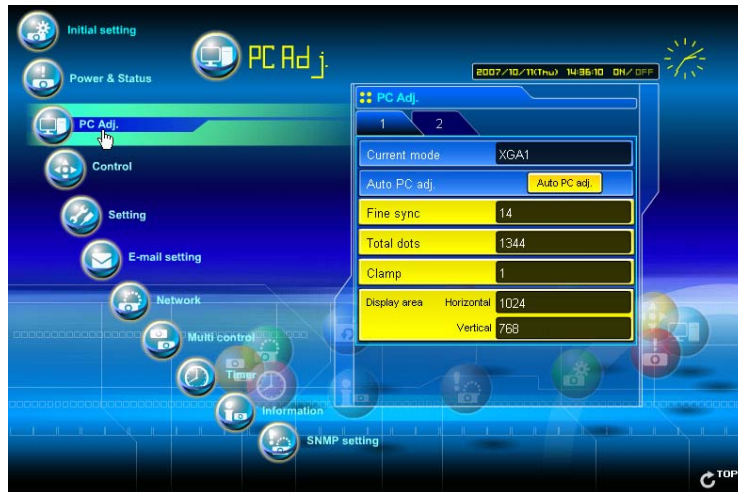 Initial setting
PC Adj.
Power & Status
2007/10/11(Thu) 14:36:10 ON/OFF
PC Adj.
PC Adj.
1 2
Current mode XGA1
Auto PC adj. Auto PC adj.
Fine sync 14
Total dots 1344
Clamp 1
Display area Horizontal 1024
Vertical 768
Control
Setting
E-mail setting
Network
Multi control
Timer
Information
SNMP setting
TOP